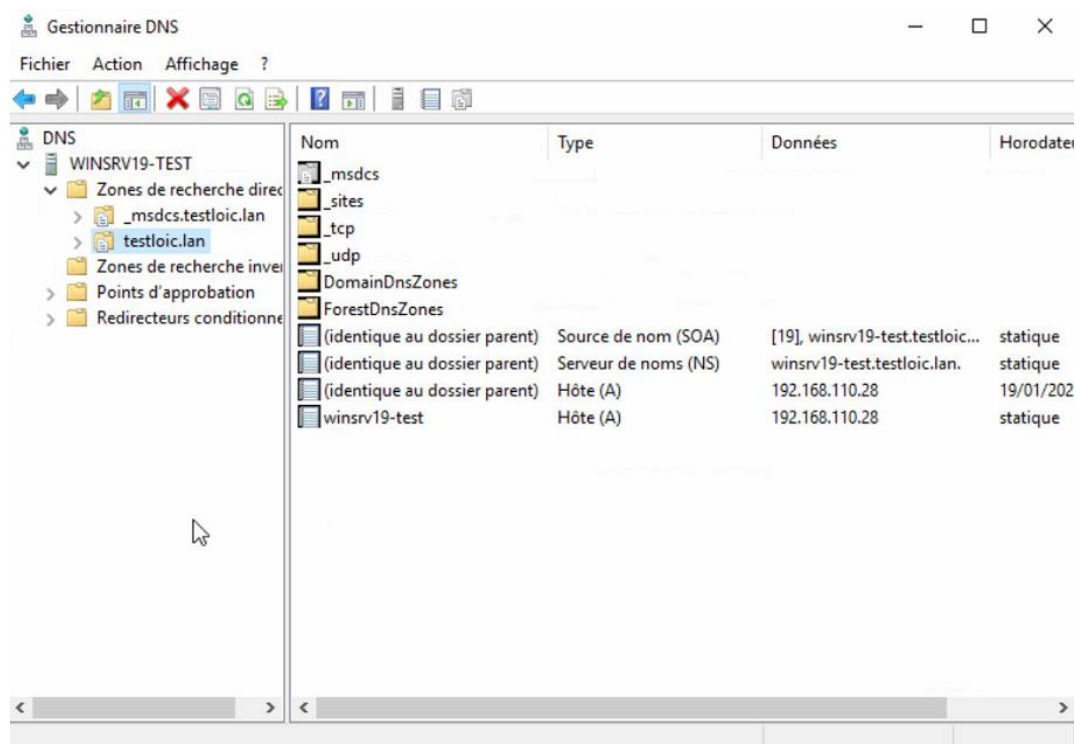 Gestionnaire DNS
Fichier Action Affichage ?
DNS
WINSRV19-TEST
Zones de recherche direc
_msdcs.testloic.lan
testloic.lan
Zones de recherche inver
Points d'approbation
Redirecteurs conditionne
Nom Type Données Horodateu
_msdcs
_sites
_tcp
_udp
DomainDnsZones
ForestDnsZones
(identique au dossier parent) Source de nom (SOA) [19], winsrv19-test.testloic... statique
(identique au dossier parent) Serveur de noms (NS) winsrv19-test.testloic.lan. statique
(identique au dossier parent) Hôte (A) 192.168.110.28 19/01/202
winsrv19-test Hôte (A) 192.168.110.28 statique